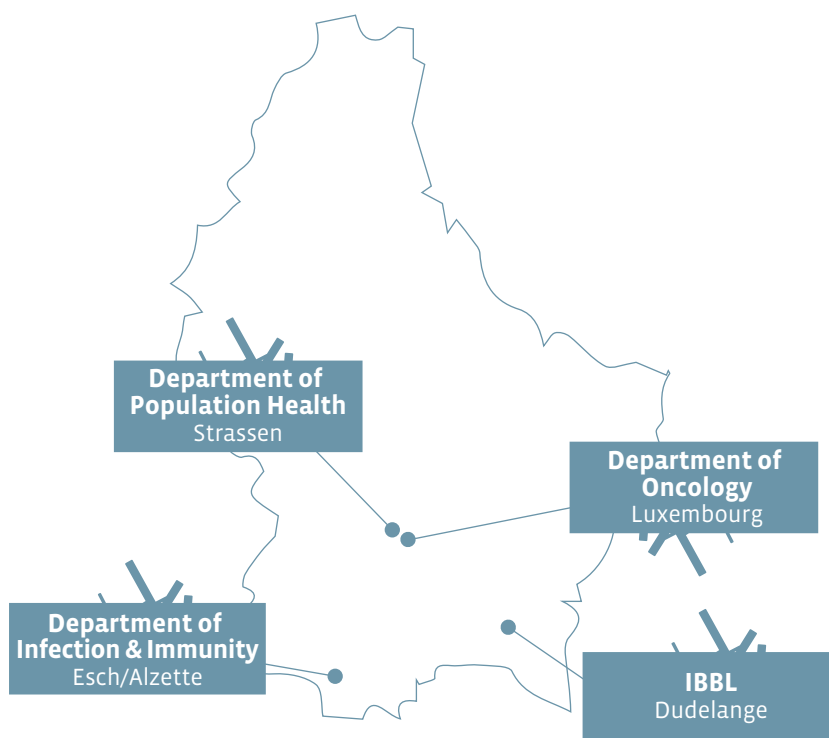 Department of
Population Health
Strassen
Department of
Oncology
Luxembourg
Department of
Infection & Immunity
Esch/Alzette
IBBL
Dudelange